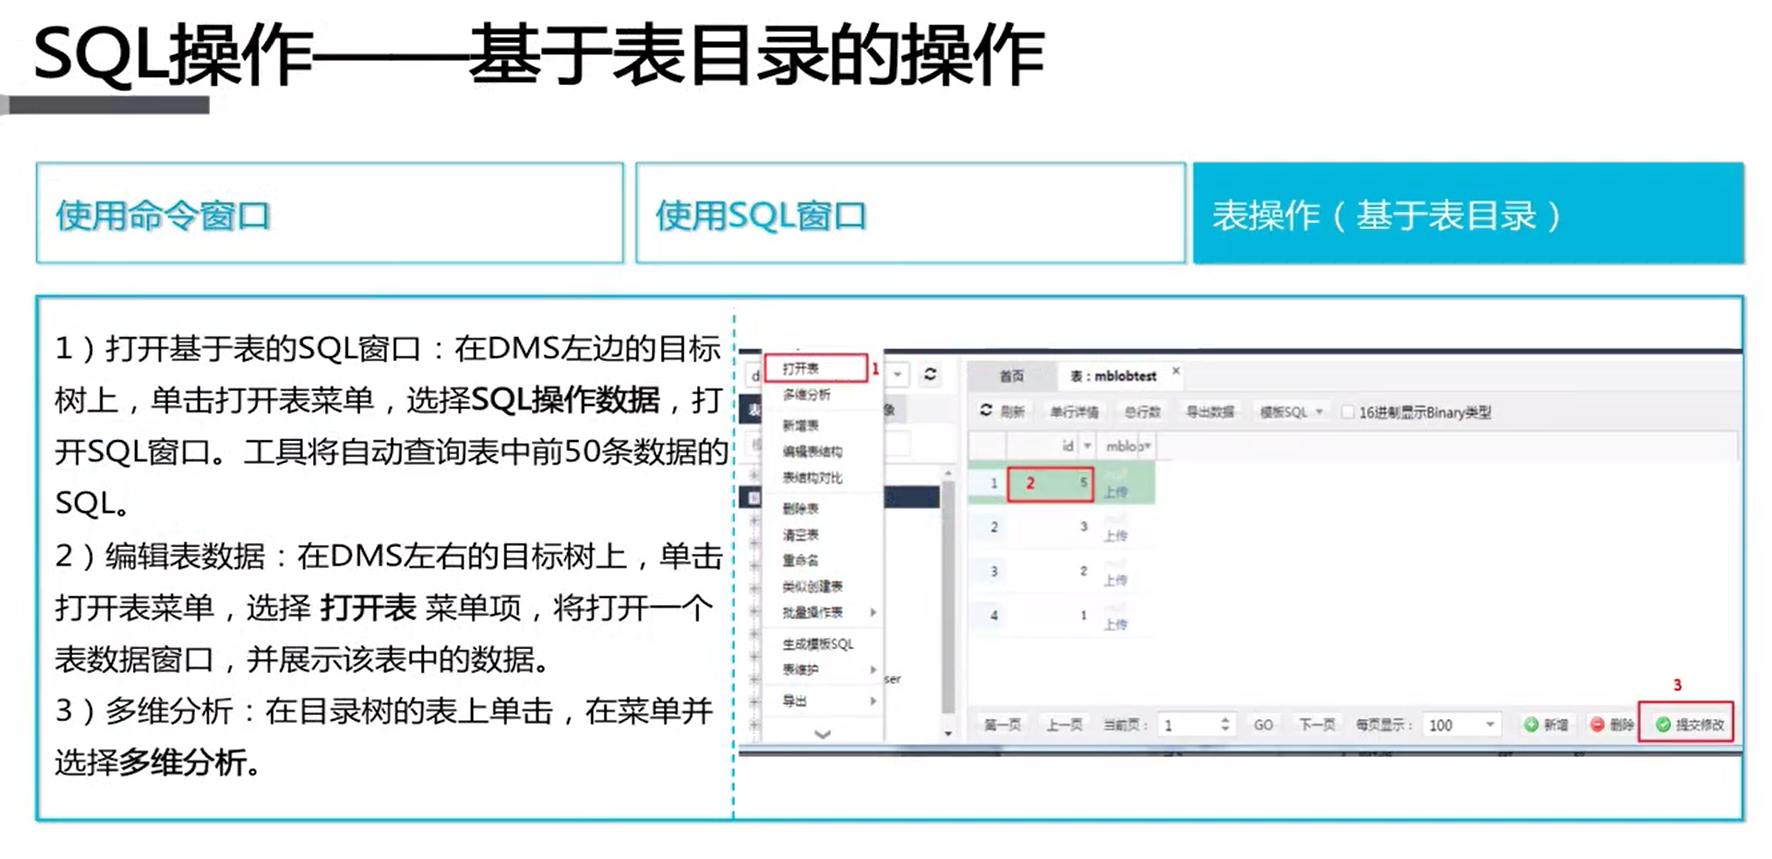 SQL操作——基于表目录的操作
使用命令窗口
使用SQL窗口
表操作（基于表目录）
1）打开基于表的SQL窗口：在DMS左边的目标
树上，单击打开表菜单，选择SQL操作数据，打
开SQL窗口。工具将自动查询表中前50条数据的
SQL。
2）编辑表数据：在DMS左右的目标树上，单击
打开表菜单，选择 打开表 菜单项，将打开一个
表数据窗口，并展示该表中的数据。
3）多维分析：在目录树的表上单击，在菜单并
选择多维分析。
打开表 1
多维分析
新增表
编辑表结构
表结构对比
删除表
清空表
重命名
类似创建表
批量操作表
生成模板SQL
表维护
导出
ser
首页 表：mblobtest ×
刷新 单行详情 总行数 导出数据 模板SQL 16进制显示Binary类型
id mblob
1 2 5 上传
2 3 上传
3 2 上传
4 1 上传
3
第一页 上一页 当前页： 1 GO 下一页 每页显示： 100 新增 删除 提交修改